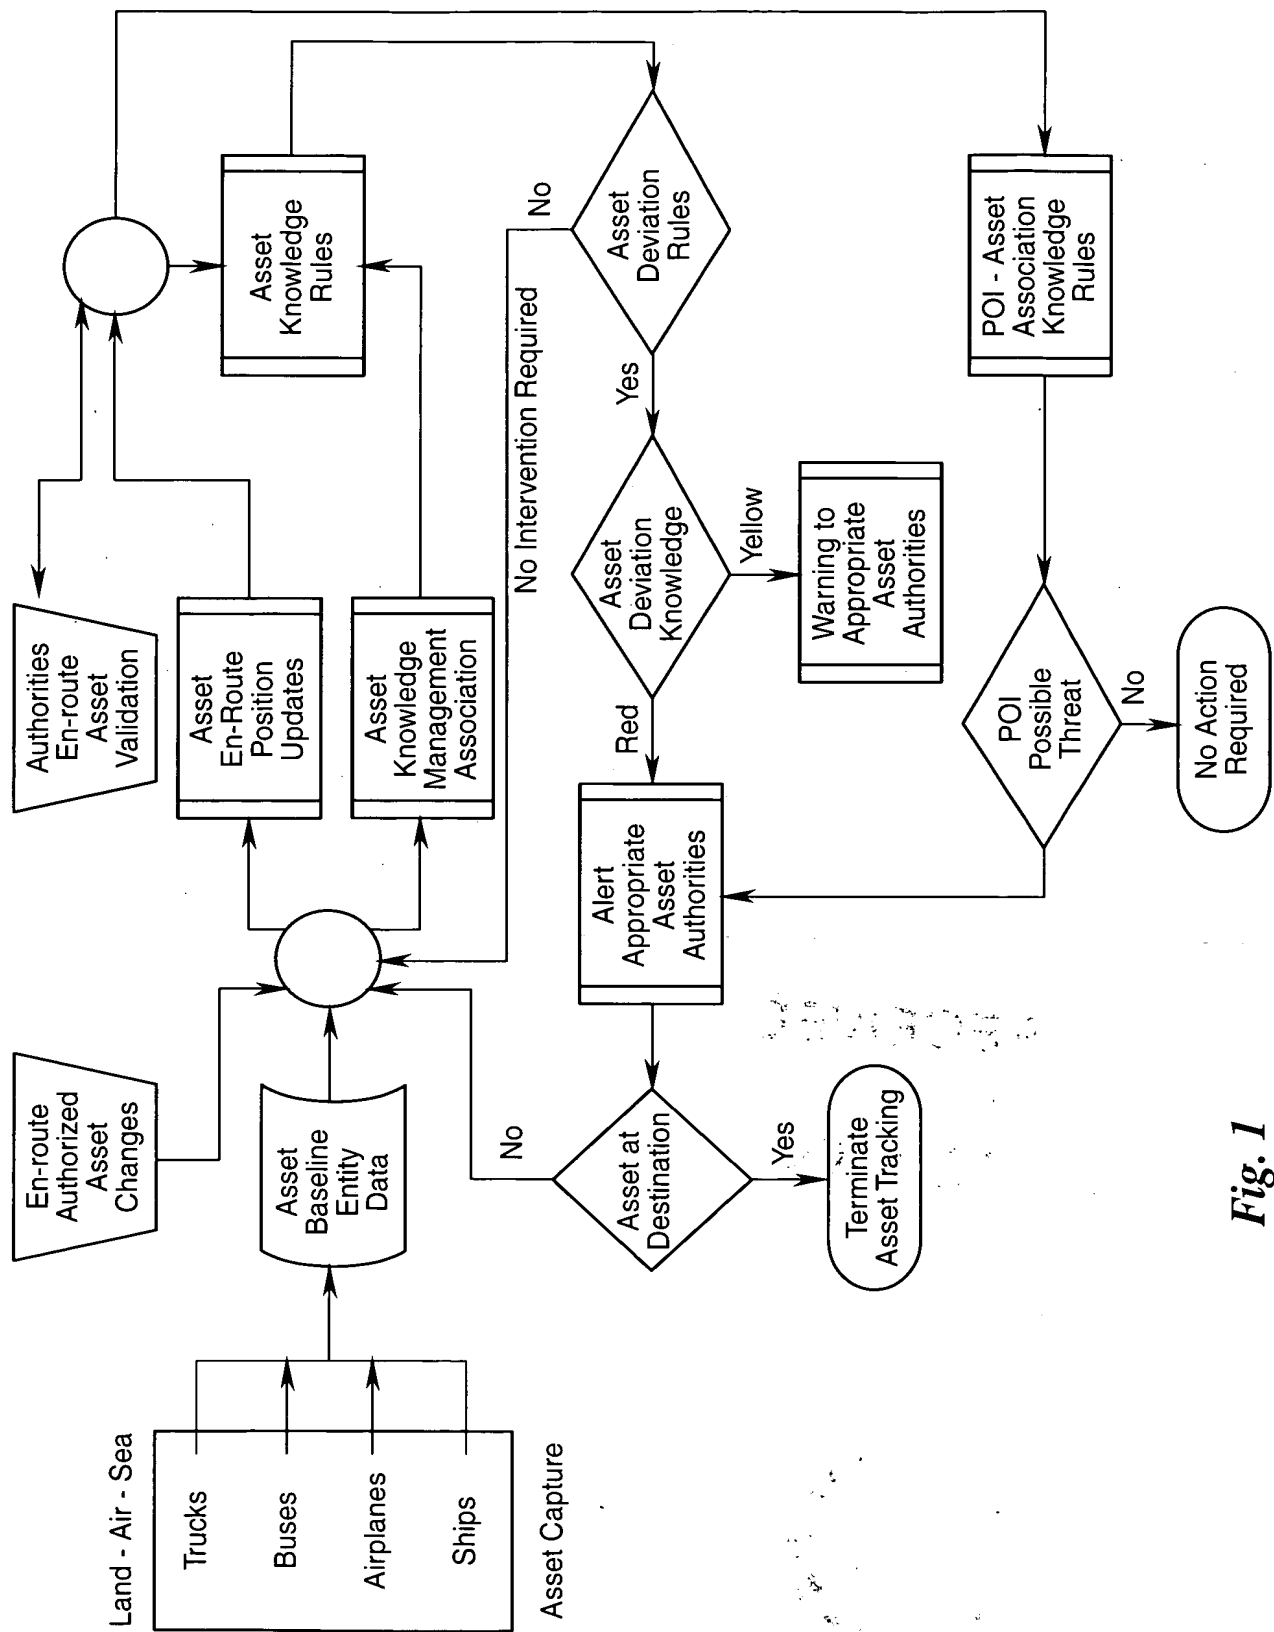 Land - Air - Sea
Trucks
Buses
Airplanes
Ships
Asset Capture
En-route
Authorized
Asset
Changes
Asset
Baseline
Entity
Data
Authorities
En-route
Asset
Validation
Asset
En-Route
Position
Updates
Asset
Knowledge
Management
Association
Asset
Knowledge
Rules
No Intervention Required
No
Asset
Deviation
Rules
Yes
Asset
Deviation
Knowledge
Yellow
Warning to
Appropriate
Asset
Authorities
Red
Alert
Appropriate
Asset
Authorities
No
Asset at
Destination
Yes
Terminate
Asset Tracking
POI - Asset
Association
Knowledge
Rules
POI
Possible
Threat
No
No Action
Required
Fig. 1